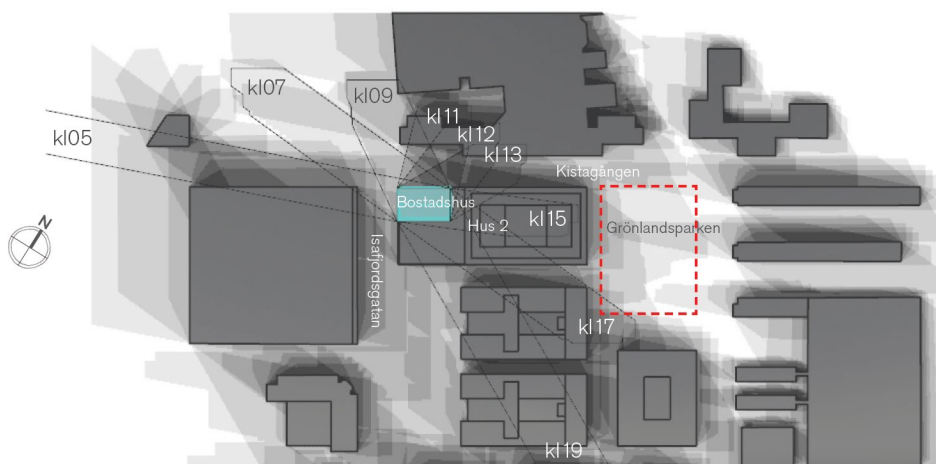 kl07
kl09
kl11
kl12
kl05
kl13
Kistagången
Bostadshus
kl15
Hus 2
Grönlandsparken
N
Isafjordsgatan
kl17
kl19